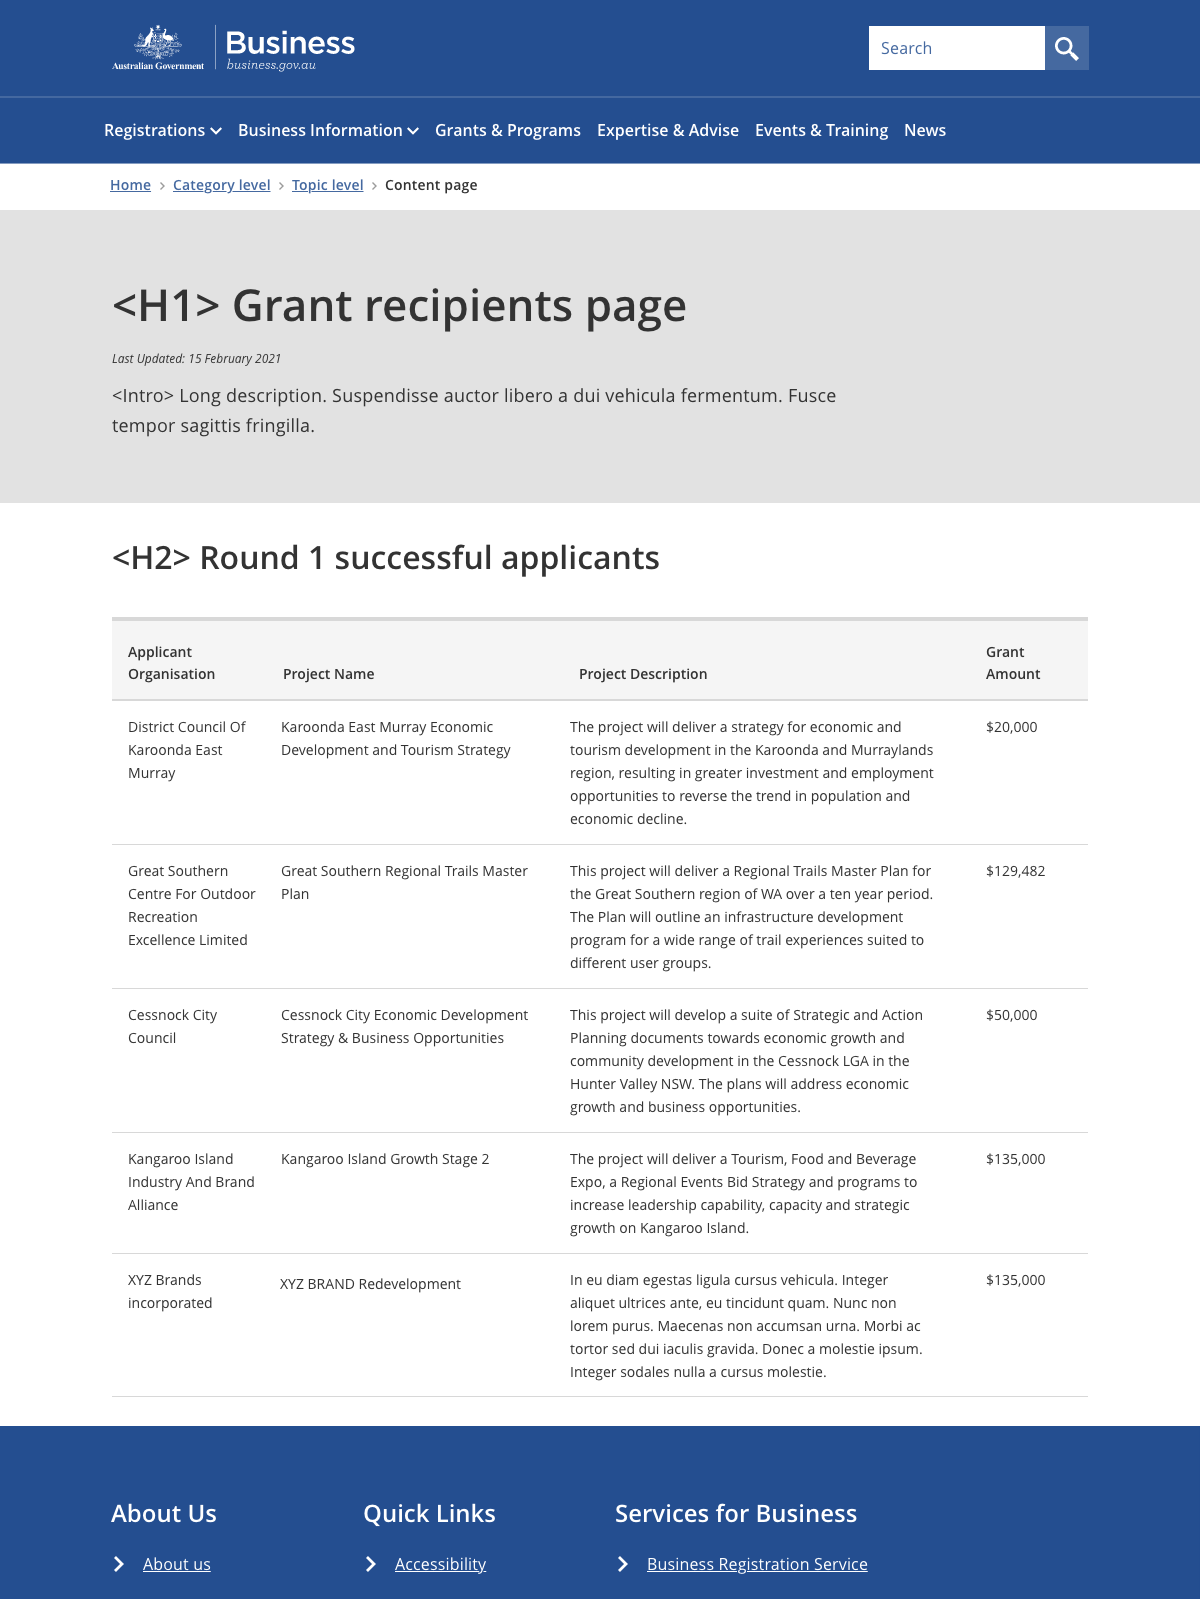 Australian Government
Business
business.gov.au
Search
Registrations Business Information Grants & Programs Expertise & Advise Events & Training News
Home Category level Topic level Content page
<H1> Grant recipients page
Last Updated: 15 February 2021
<Intro> Long description. Suspendisse auctor libero a dui vehicula fermentum. Fusce
tempor sagittis fringilla.
<H2> Round 1 successful applicants
Applicant
Organisation
Project Name
Project Description
Grant
Amount
District Council Of
Karoonda East
Murray
Karoonda East Murray Economic
Development and Tourism Strategy
The project will deliver a strategy for economic and
tourism development in the Karoonda and Murraylands
region, resulting in greater investment and employment
opportunities to reverse the trend in population and
economic decline.
$20,000
Great Southern
Centre For Outdoor
Recreation
Excellence Limited
Great Southern Regional Trails Master
Plan
This project will deliver a Regional Trails Master Plan for
the Great Southern region of WA over a ten year period.
The Plan will outline an infrastructure development
program for a wide range of trail experiences suited to
different user groups.
$129,482
Cessnock City
Council
Cessnock City Economic Development
Strategy & Business Opportunities
This project will develop a suite of Strategic and Action
Planning documents towards economic growth and
community development in the Cessnock LGA in the
Hunter Valley NSW. The plans will address economic
growth and business opportunities.
$50,000
Kangaroo Island
Industry And Brand
Alliance
Kangaroo Island Growth Stage 2
The project will deliver a Tourism, Food and Beverage
Expo, a Regional Events Bid Strategy and programs to
increase leadership capability, capacity and strategic
growth on Kangaroo Island.
$135,000
XYZ Brands
incorporated
XYZ BRAND Redevelopment
In eu diam egestas ligula cursus vehicula. Integer
aliquet ultrices ante, eu tincidunt quam. Nunc non
lorem purus. Maecenas non accumsan urna. Morbi ac
tortor sed dui iaculis gravida. Donec a molestie ipsum.
Integer sodales nulla a cursus molestie.
$135,000
About Us
About us
Quick Links
Accessibility
Services for Business
Business Registration Service